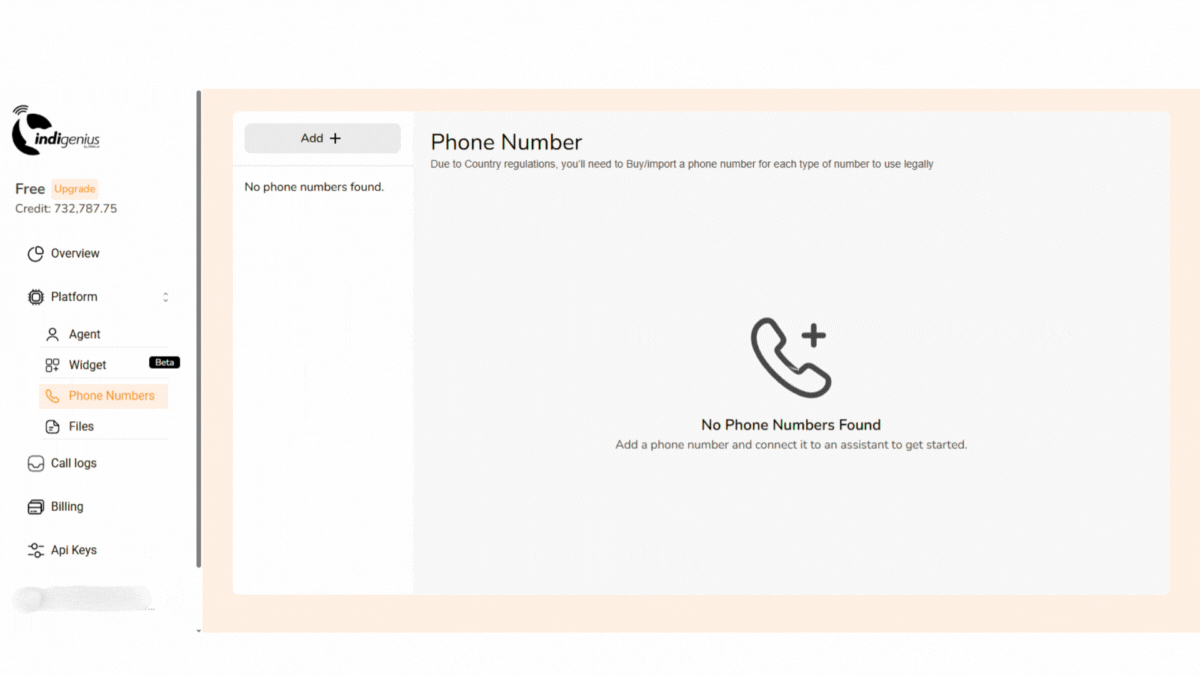 indigenius
Free Upgrade
Credit: 732,787.75
Overview
Platform
Agent
Widget Beta
Phone Numbers
Files
Call logs
Billing
Api Keys
...
Add +
No phone numbers found.
Phone Number
Due to Country regulations, you'll need to Buy/import a phone number for each type of number to use legally
No Phone Numbers Found
Add a phone number and connect it to an assistant to get started.